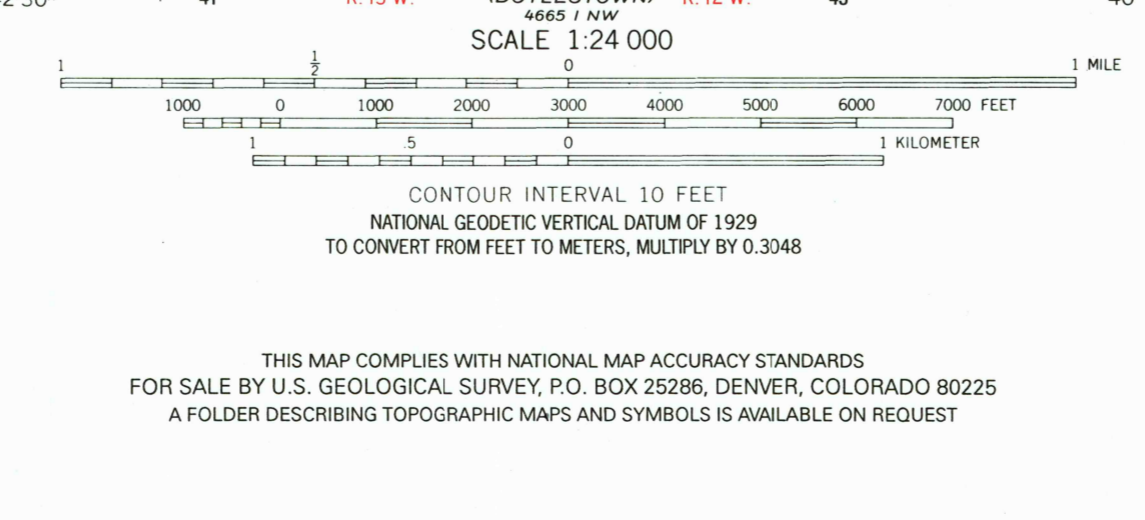 4665 I NW
SCALE 1:24 000
1 ½ 0 1 MILE
1000 0 1000 2000 3000 4000 5000 6000 7000 FEET
1 .5 0 1 KILOMETER
CONTOUR INTERVAL 10 FEET
NATIONAL GEODETIC VERTICAL DATUM OF 1929
TO CONVERT FROM FEET TO METERS, MULTIPLY BY 0.3048
THIS MAP COMPLIES WITH NATIONAL MAP ACCURACY STANDARDS
FOR SALE BY U.S. GEOLOGICAL SURVEY, P.O. BOX 25286, DENVER, COLORADO 80225
A FOLDER DESCRIBING TOPOGRAPHIC MAPS AND SYMBOLS IS AVAILABLE ON REQUEST